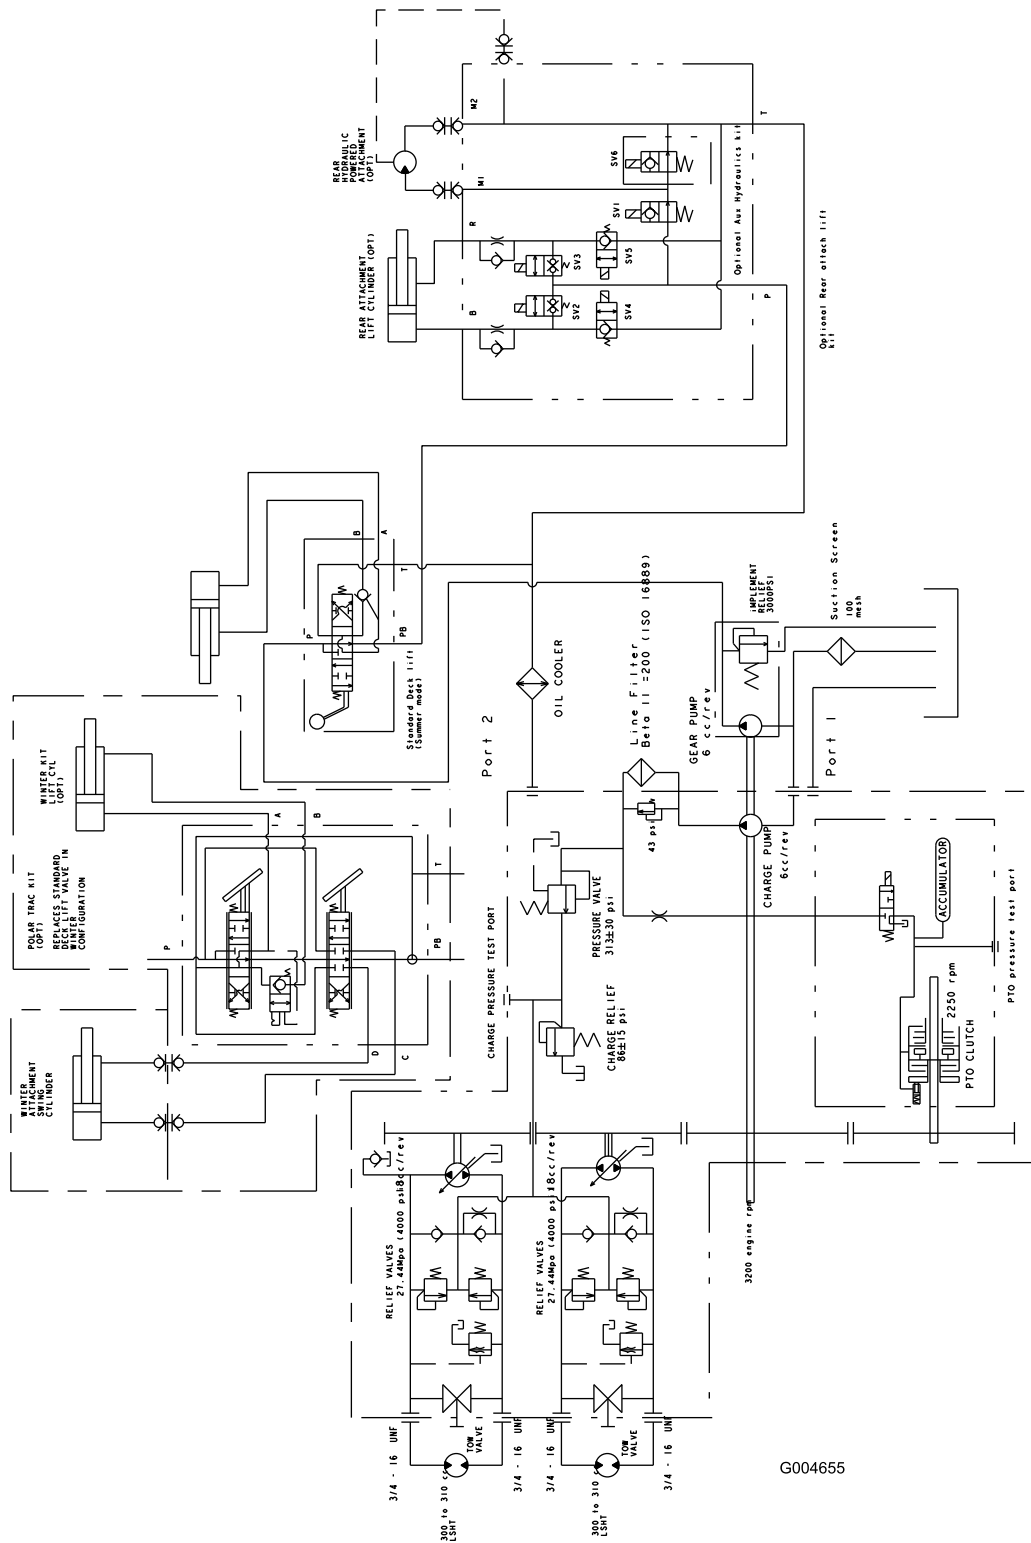 REAR
HYDRAULIC
POWERED
ATTACHMENT
(OPT)
M2
M1
T
SV6
SV1
Optional Aux Hydraulics kit
REAR ATTACHMENT
LIFT CYLINDER (OPT)
R
B
SV3
SV2
SV5
SV4
P
Optional Rear attach lift
kit
B
A
T
P
PB
Standard Deck lift
(Summer mode)
Port 2
OIL COOLER
Line Filter
Beta 11 =200 (ISO 16889)
IMPLEMENT
RELIEF
3000PSI
Suction Screen
100
mesh
GEAR PUMP
6 cc/rev
Port 1
WINTER KIT
LIFT CYL
(OPT)
A
B
POLAR TRAC KIT
(OPT)
REPLACES STANDARD
DECK LIFT VALVE IN
WINTER
CONFIGURATION
P
T
PB
D
C
WINTER
ATTACHMENT
SWING
CYLINDER
43 psi
CHARGE PUMP
6cc/rev
PRESSURE VALVE
313±30 psi
CHARGE PRESSURE TEST PORT
CHARGE RELIEF
86±15 psi
ACCUMULATOR
PTO pressure test port
2250 rpm
PTO CLUTCH
3200 engine rpm
RELIEF VALVES
27.44Mpa (4000 psi)
18cc/rev
RELIEF VALVES
27.44Mpa (4000 psi)
18cc/rev
TOW
VALVE
TOW
VALVE
3/4 - 16 UNF
3/4 - 16 UNF
3/4 - 16 UNF
3/4 - 16 UNF
300 to 310 cc
LSHT
300 to 310 c
LSHT
G004655